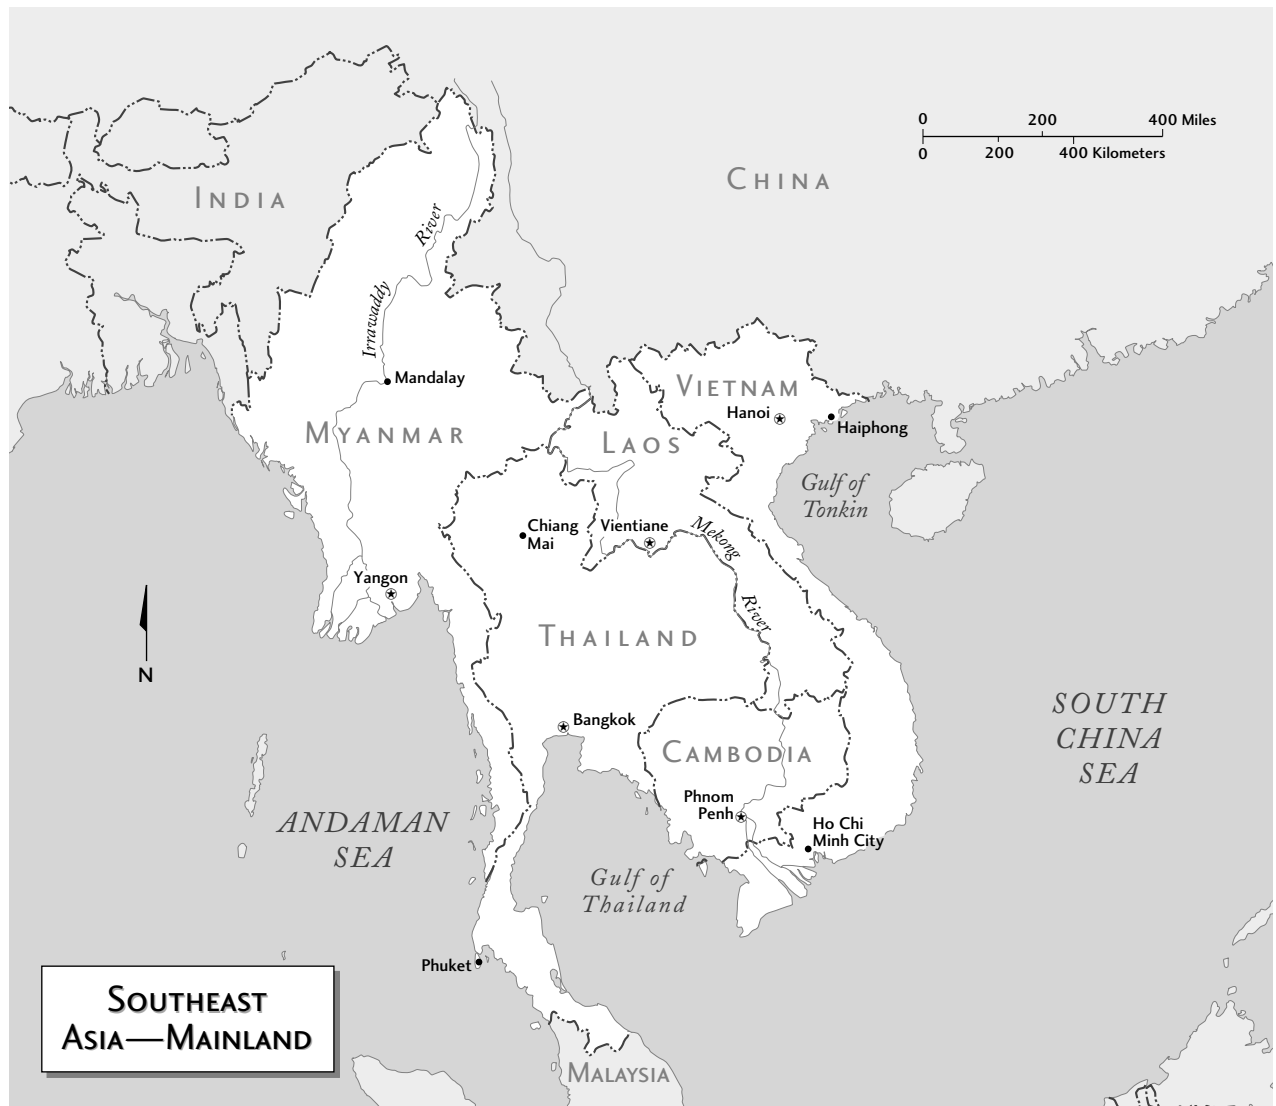 0 200 400 Miles
0 200 400 Kilometers
CHINA
INDIA
River
Irrawaddy
Mandalay
VIETNAM
Hanoi
Haiphong
MYANMAR
LAOS
Gulf of
Tonkin
Chiang
Mai
Vientiane
Mekong
River
Yangon
THAILAND
N
SOUTH
CHINA
SEA
Bangkok
CAMBODIA
Phnom
Penh
Ho Chi
Minh City
ANDAMAN
SEA
Gulf of
Thailand
Phuket
SOUTHEAST
ASIA—MAINLAND
MALAYSIA